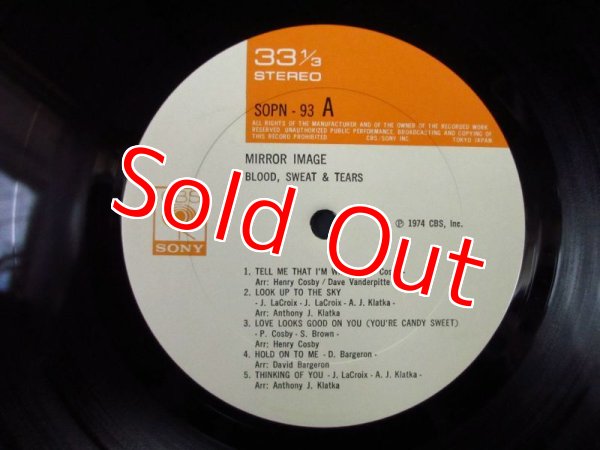 33 1/3
STEREO
SOPN - 93 A
ALL RIGHTS OF THE MANUFACTURER AND OF THE OWNER OF THE RECORDED WORK
RESERVED. UNAUTHORIZED PUBLIC PERFORMANCE, BROADCASTING AND COPYING OF
THIS RECORD PROHIBITED. CBS/SONY INC. TOKYO JAPAN
MIRROR IMAGE
BLOOD, SWEAT & TEARS
Sold Out
SONY
℗ 1974 CBS, Inc.
1. TELL ME THAT I'M
Arr: Henry Cosby / Dave Vanderpitte
2. LOOK UP TO THE SKY
- J. LaCroix - J. LaCroix - A. J. Klatka -
Arr: Anthony J. Klatka
3. LOVE LOOKS GOOD ON YOU (YOU'RE CANDY SWEET)
- P. Cosby - S. Brown -
Arr: Henry Cosby
4. HOLD ON TO ME - D. Bargeron -
Arr: David Bargeron
5. THINKING OF YOU - J. LaCroix - A. J. Klatka -
Arr: Anthony J. Klatka